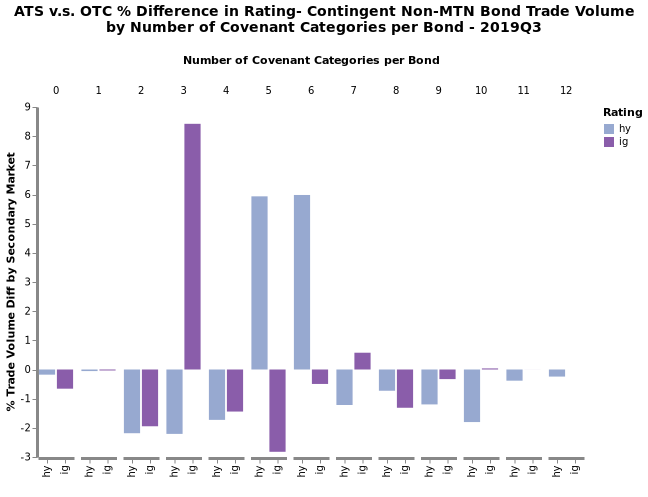 ATS v.s. OTC % Difference in Rating- Contingent Non-MTN Bond Trade Volume
by Number of Covenant Categories per Bond - 2019Q3
Number of Covenant Categories per Bond
0 1 2 3 4 5 6 7 8 9 10 11 12
% Trade Volume Diff by Secondary Market
9
8
7
6
5
4
3
2
1
0
-1
-2
-3
hy ig hy ig hy ig hy ig hy ig hy ig hy ig hy ig hy ig hy ig hy ig hy ig hy ig
Rating
hy
ig